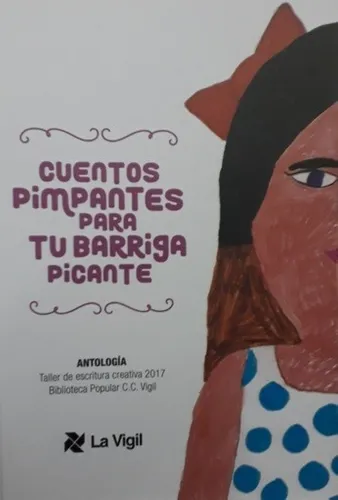 CUENTOS
PIMPANTES
PARA
TU BARRIGA
PICANTE
ANTOLOGÍA
Taller de escritura creativa 2017
Biblioteca Popular C.C. Vigil
La Vigil